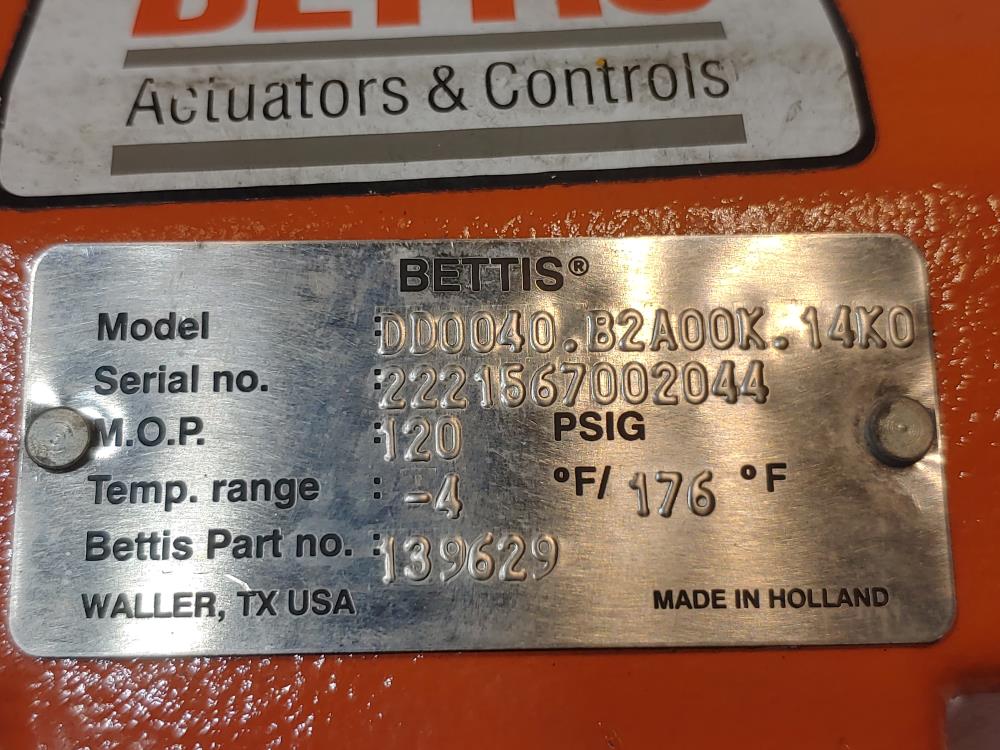 BETTIS
Actuators & Controls
BETTIS®
Model :DD0040.B2A00K.14K0
Serial no. :2221567002044
M.O.P. :120 PSIG
Temp. range : -4 °F/ 176 °F
Bettis Part no. :139629
WALLER, TX USA MADE IN HOLLAND